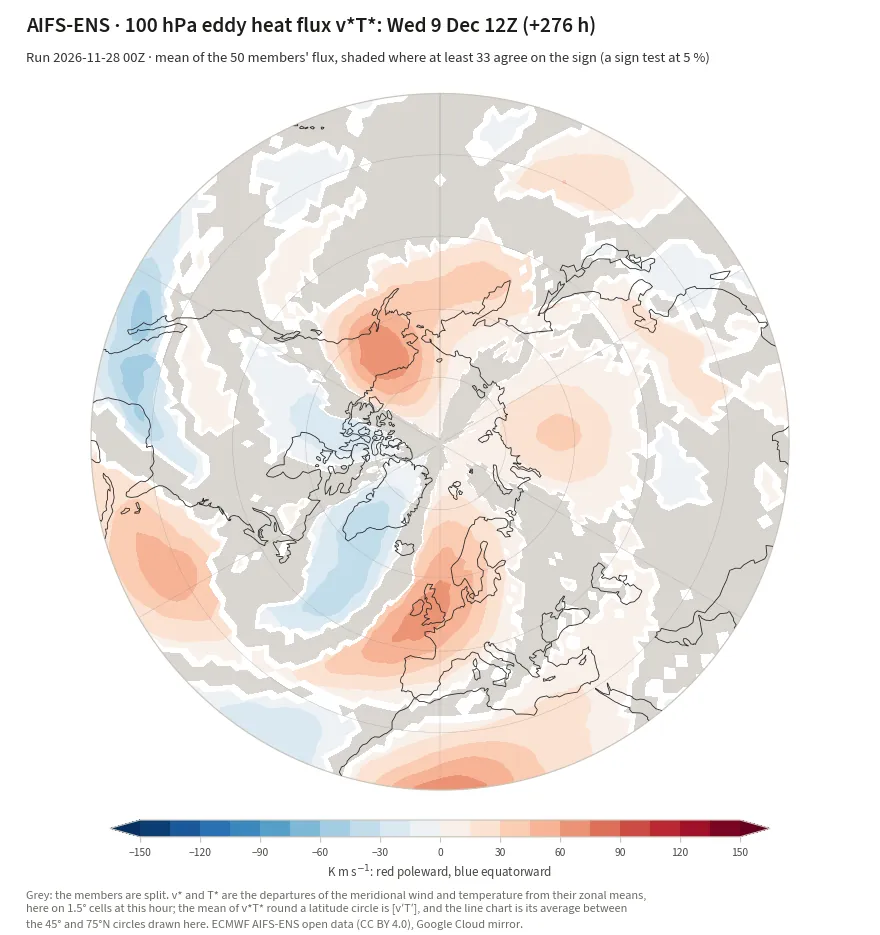 AIFS-ENS · 100 hPa eddy heat flux v*T*: Wed 9 Dec 12Z (+276 h)
Run 2026-11-28 00Z · mean of the 50 members' flux, shaded where at least 33 agree on the sign (a sign test at 5 %)
−150 −120 −90 −60 −30 0 30 60 90 120 150
K m s⁻¹: red poleward, blue equatorward
Grey: the members are split. v* and T* are the departures of the meridional wind and temperature from their zonal means,
here on 1.5° cells at this hour; the mean of v*T* round a latitude circle is [v'T'], and the line chart is its average between
the 45° and 75°N circles drawn here. ECMWF AIFS-ENS open data (CC BY 4.0), Google Cloud mirror.